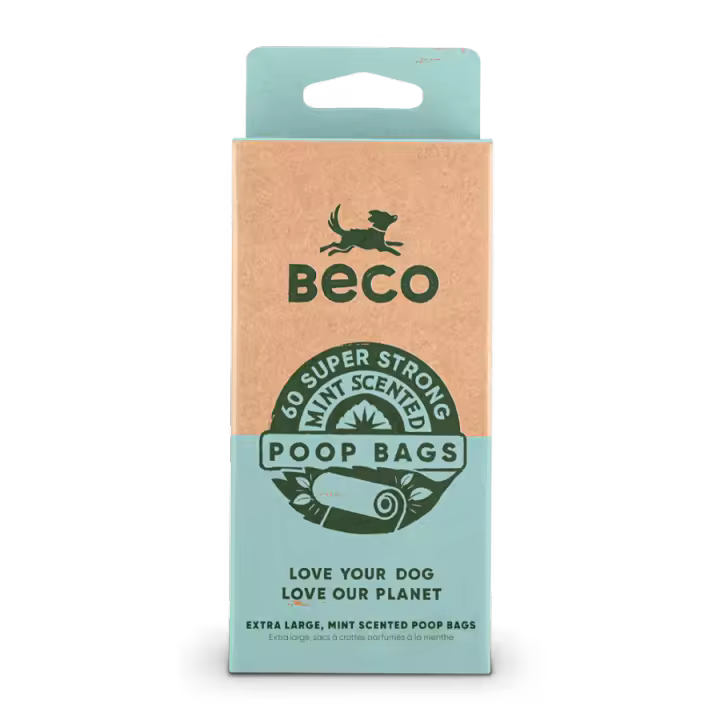 Beco
60 SUPER STRONG
MINT SCENTED
POOP BAGS
LOVE YOUR DOG
LOVE OUR PLANET
EXTRA LARGE, MINT SCENTED POOP BAGS
Extra large, sacs à crottes parfumés à la menthe